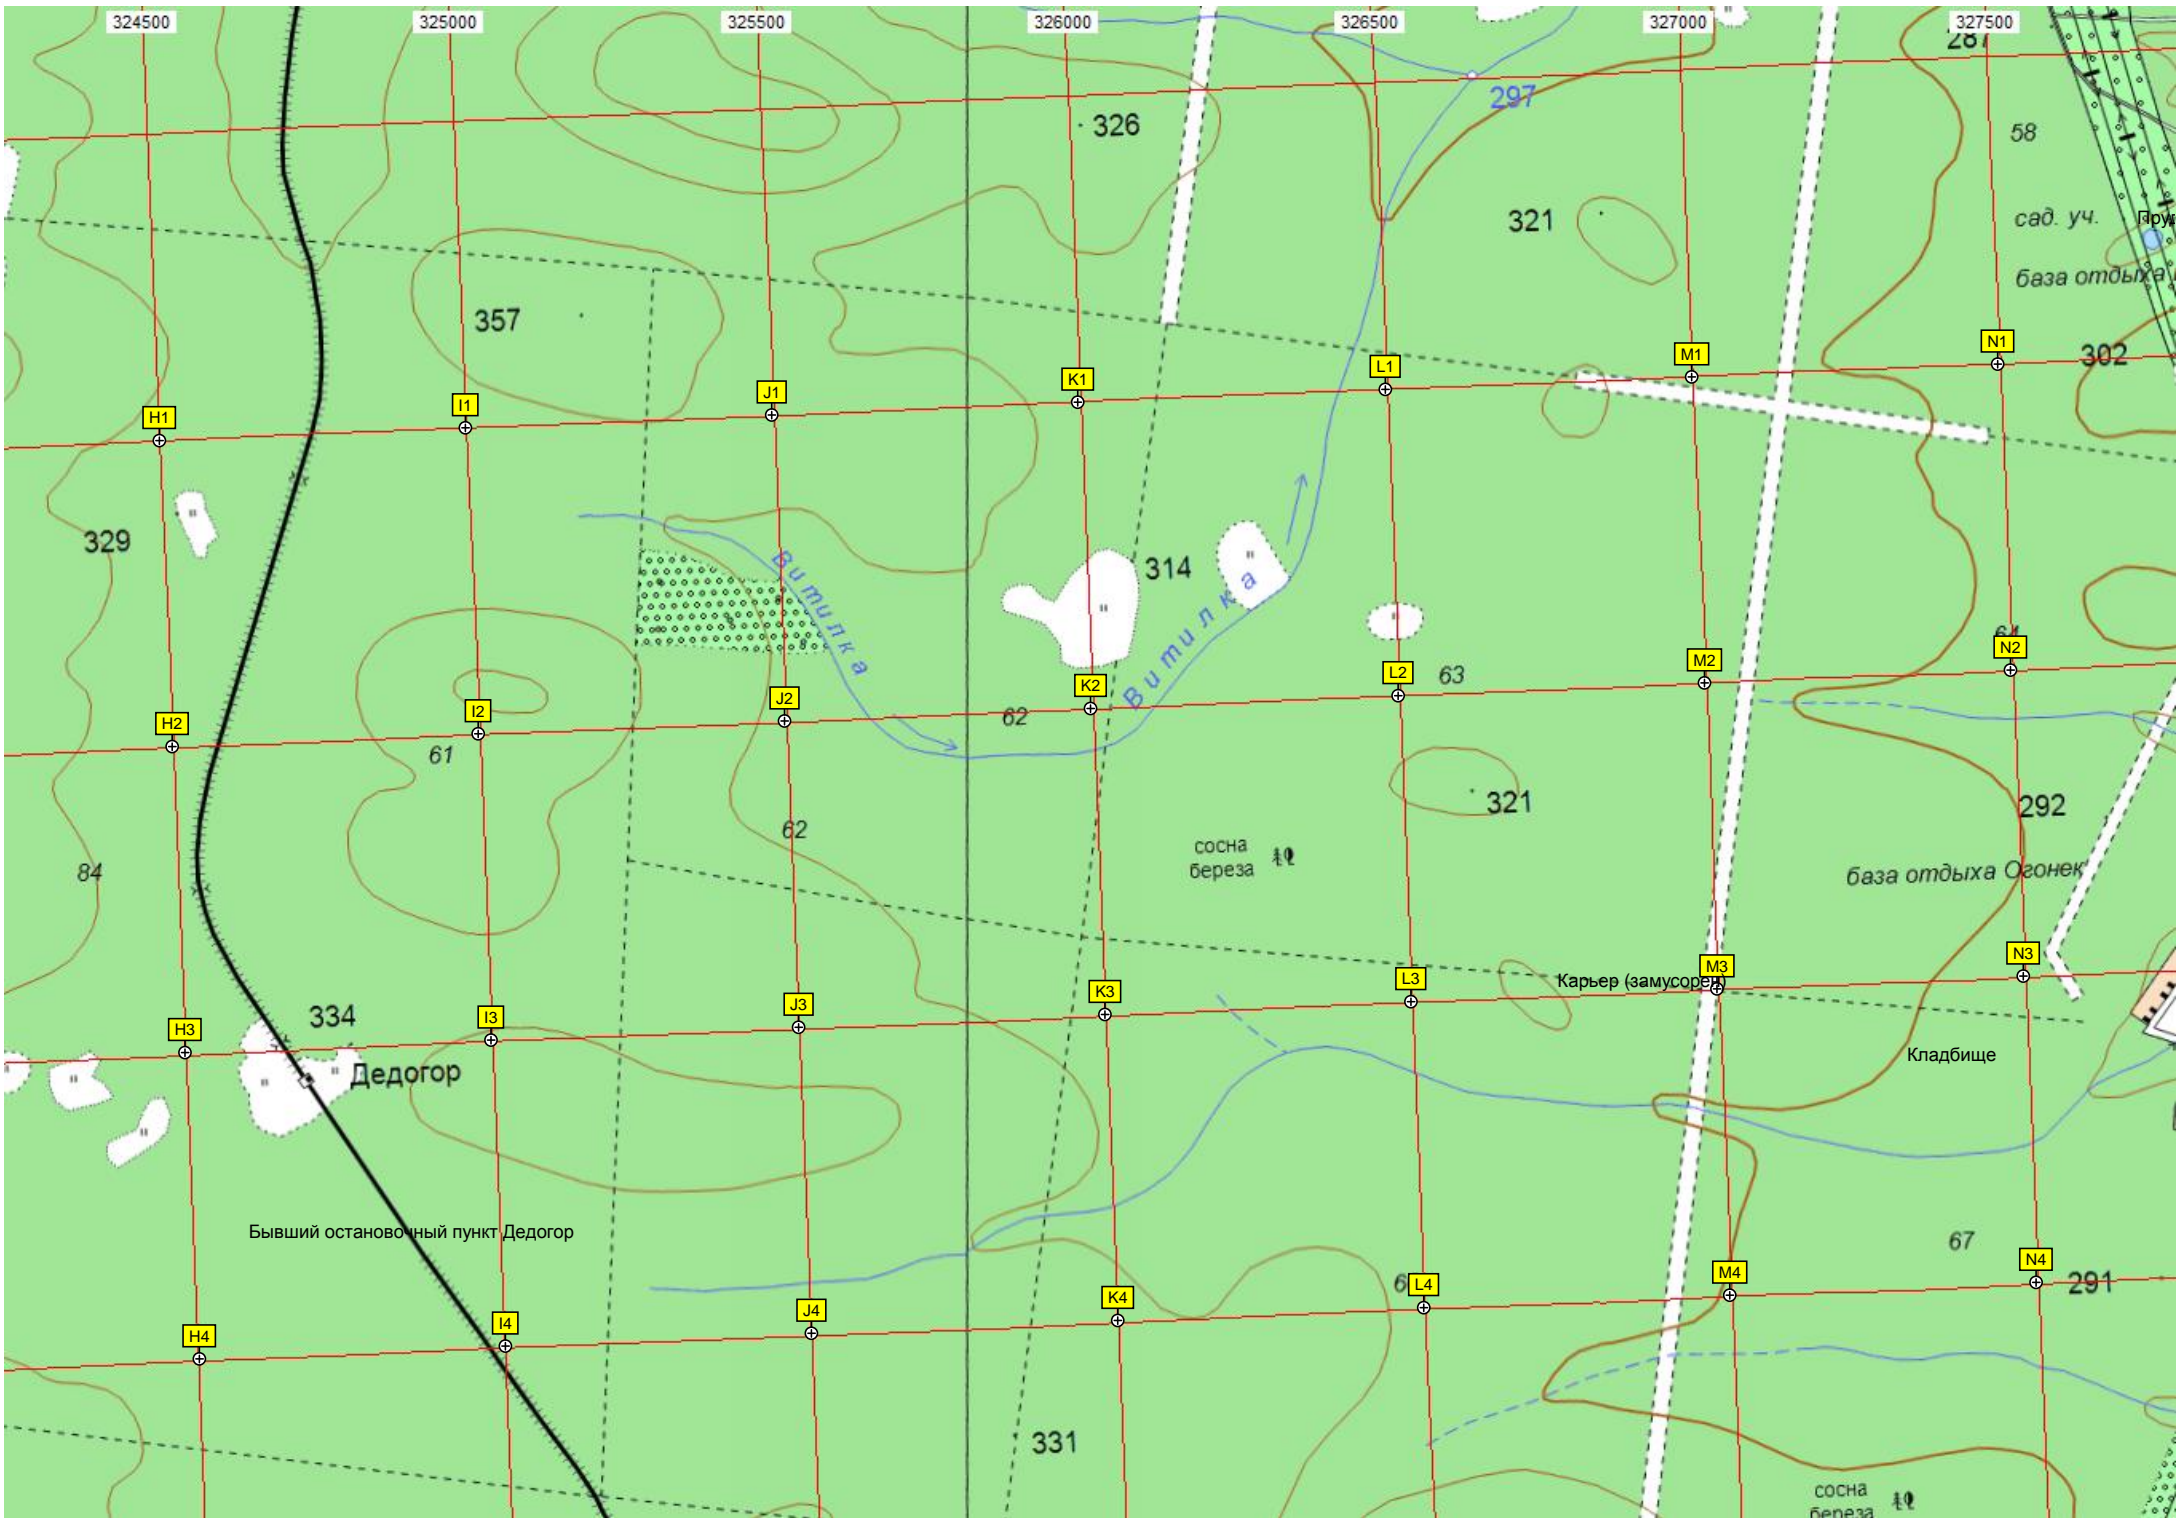 324500 325000 325500 326000 326500 327000 327500
287
297
326
58
321
сад. уч.
база отдыха
357
N1
302
M1
L1
K1
J1
I1
H1
329
314
Витилка
Витилка
N2
M2
63
L2
K2
62
J2
I2
H2
61
321
292
62
сосна
береза
84
база отдыха Огонек
N3
M3
Карьер (замусорен)
L3
K3
J3
I3
H3
334
Кладбище
Дедогор
Бывший остановочный пункт Дедогор
67
N4
291
M4
L4
K4
J4
I4
H4
331
сосна
береза